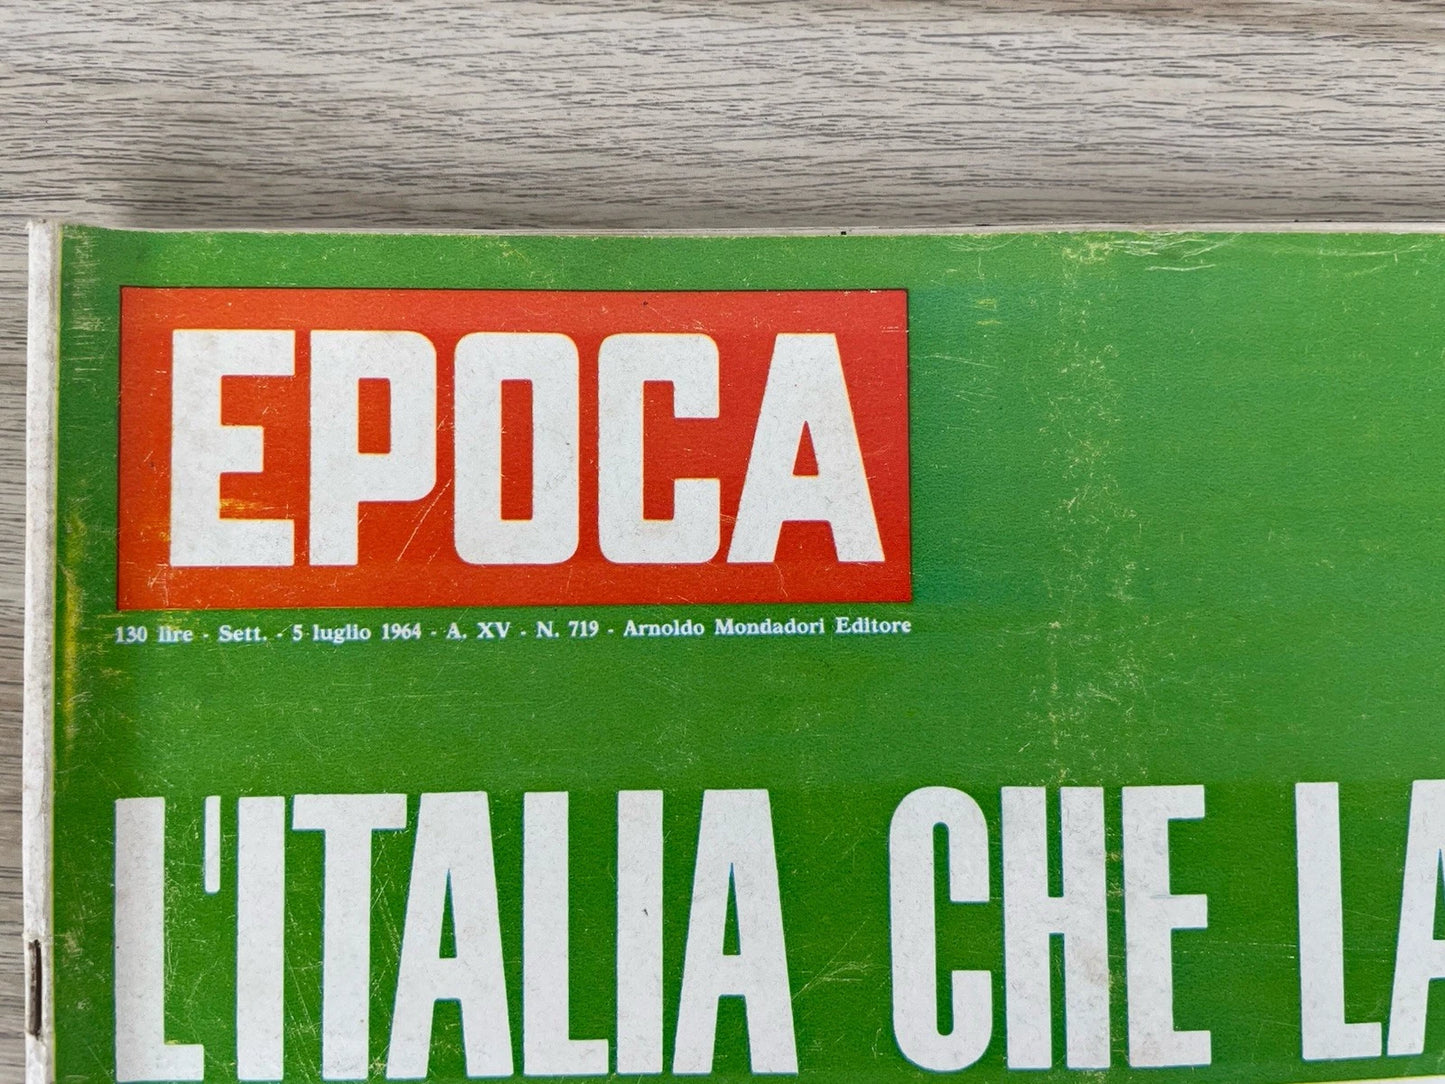 EPOCA
130 lire - Sett. - 5 luglio 1964 - A. XV - N. 719 - Arnoldo Mondadori Editore
L'ITALIA CHE LA